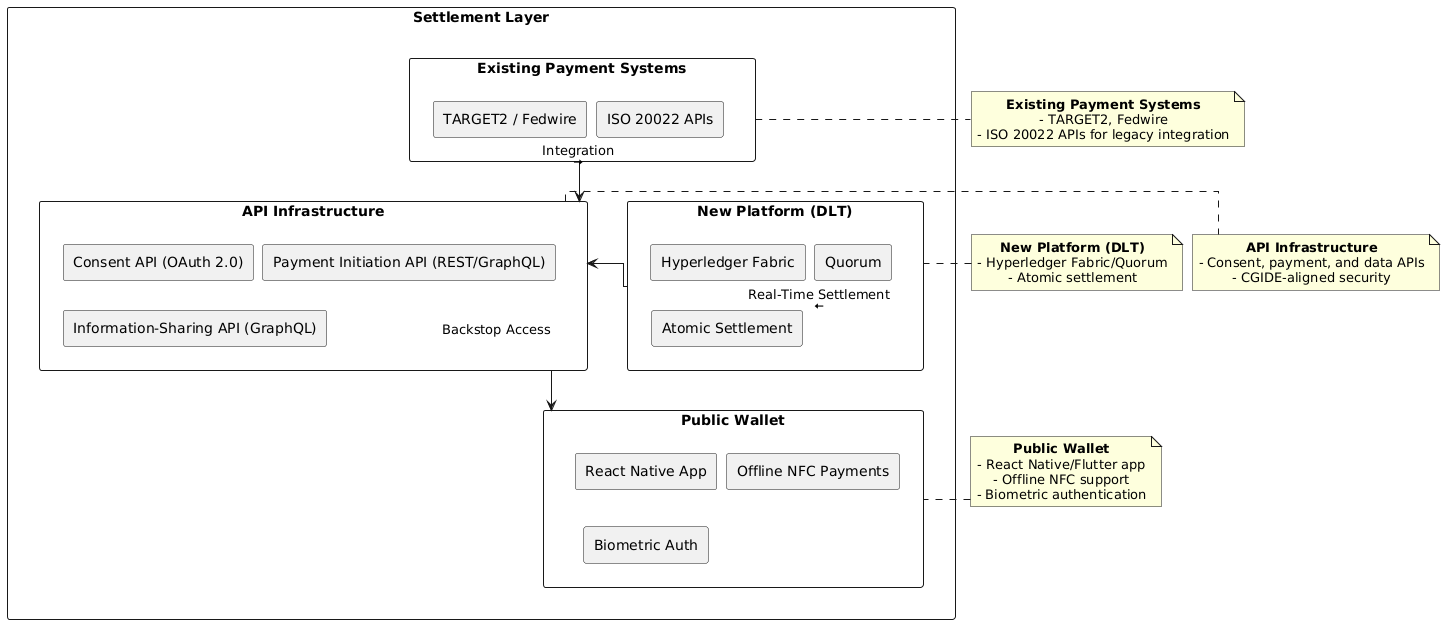 Settlement Layer
Existing Payment Systems
TARGET2 / Fedwire
ISO 20022 APIs
Integration
Existing Payment Systems
- TARGET2, Fedwire
- ISO 20022 APIs for legacy integration
API Infrastructure
Consent API (OAuth 2.0)
Payment Initiation API (REST/GraphQL)
Information-Sharing API (GraphQL)
Backstop Access
New Platform (DLT)
Hyperledger Fabric
Quorum
Real-Time Settlement
Atomic Settlement
New Platform (DLT)
- Hyperledger Fabric/Quorum
- Atomic settlement
API Infrastructure
- Consent, payment, and data APIs
- CGIDE-aligned security
Public Wallet
React Native App
Offline NFC Payments
Biometric Auth
Public Wallet
- React Native/Flutter app
- Offline NFC support
- Biometric authentication